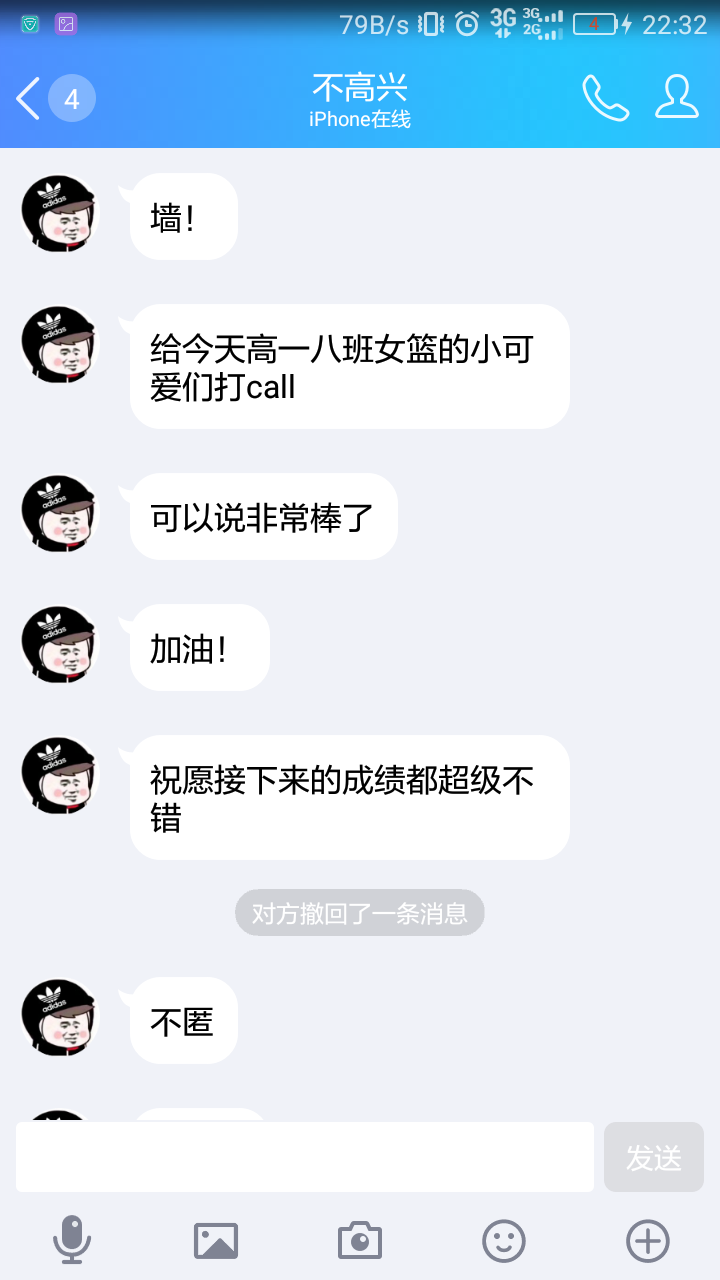 79B/s 3G 3G 2G 4 22:32
4
不高兴
iPhone在线
adidas
墙！
adidas
给今天高一八班女篮的小可
爱们打call
adidas
可以说非常棒了
adidas
加油！
adidas
祝愿接下来的成绩都超级不
错
对方撤回了一条消息
adidas
不匿
发送